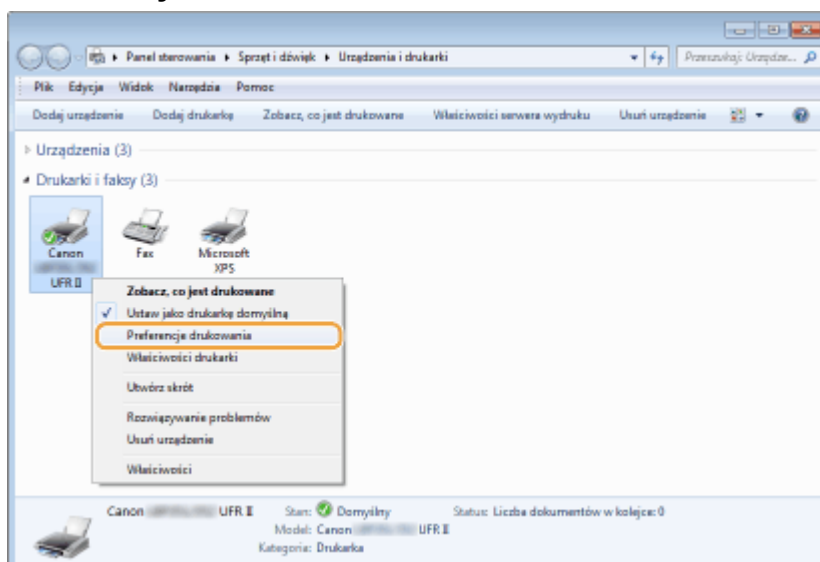 Panel sterowania ▸ Sprzęt i dźwięk ▸ Urządzenia i drukarki
Przeszukaj: Urządze...
Plik Edycja Widok Narzędzia Pomoc
Dodaj urządzenie Dodaj drukarkę Zobacz, co jest drukowane Właściwości serwera wydruku Usuń urządzenie
Urządzenia (3)
Drukarki i faksy (3)
Canon UFR II
Fax
Microsoft XPS
Zobacz, co jest drukowane
Ustaw jako drukarkę domyślną
Preferencje drukowania
Właściwości drukarki
Utwórz skrót
Rozwiązywanie problemów
Usuń urządzenie
Właściwości
Canon UFR II Stan: Domyślny Status: Liczba dokumentów w kolejce: 0
Model: Canon UFR II
Kategoria: Drukarka